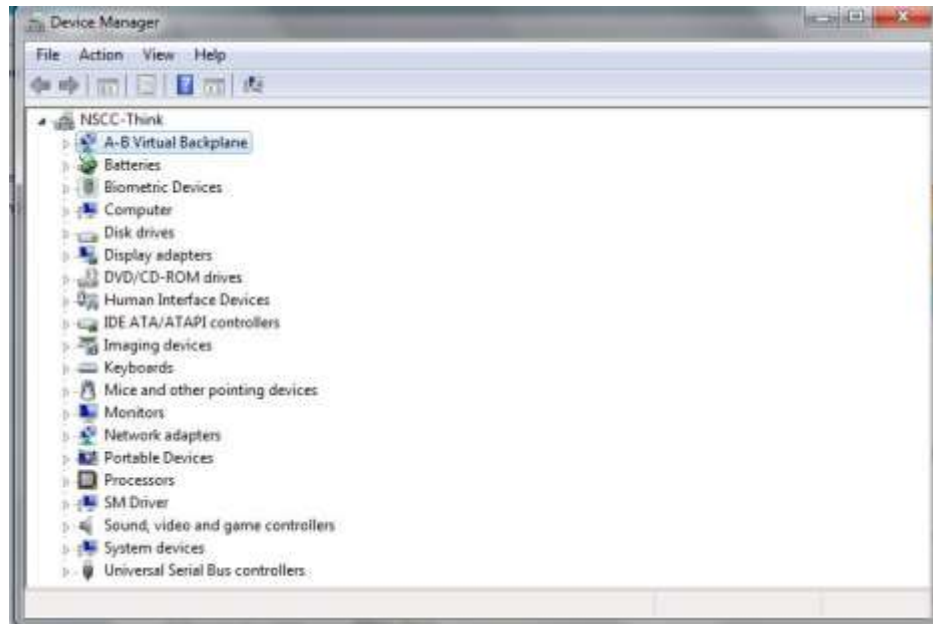 Device Manager
File Action View Help
NSCC-Think
A-B Virtual Backplane
Batteries
Biometric Devices
Computer
Disk drives
Display adapters
DVD/CD-ROM drives
Human Interface Devices
IDE ATA/ATAPI controllers
Imaging devices
Keyboards
Mice and other pointing devices
Monitors
Network adapters
Portable Devices
Processors
SM Driver
Sound, video and game controllers
System devices
Universal Serial Bus controllers